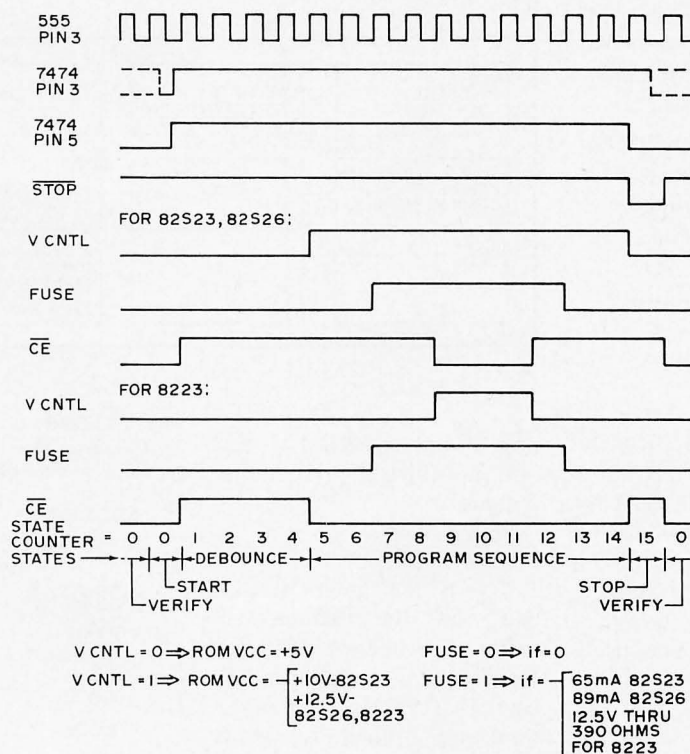 555
PIN 3
7474
PIN 3
7474
PIN 5
STOP
FOR 82S23, 82S26:
V CNTL
FUSE
CE
FOR 8223:
V CNTL
FUSE
CE
STATE
COUNTER = 0 0 1 2 3 4 5 6 7 8 9 10 11 12 13 14 15 0
STATES DEBOUNCE PROGRAM SEQUENCE
START STOP
VERIFY VERIFY
V CNTL = 0 ⇒ ROM VCC = +5V FUSE = 0 ⇒ if = 0
V CNTL = 1 ⇒ ROM VCC = +10V-82S23 FUSE = 1 ⇒ if = 65mA 82S23
+12.5V- 89mA 82S26
82S26,8223 12.5V THRU
390 OHMS
FOR 8223